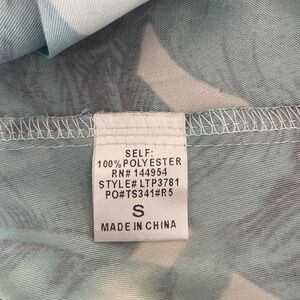 SELF:
100% POLYESTER
RN# 144954
STYLE# LTP3781
PO#TS341#R5
S
MADE IN CHINA